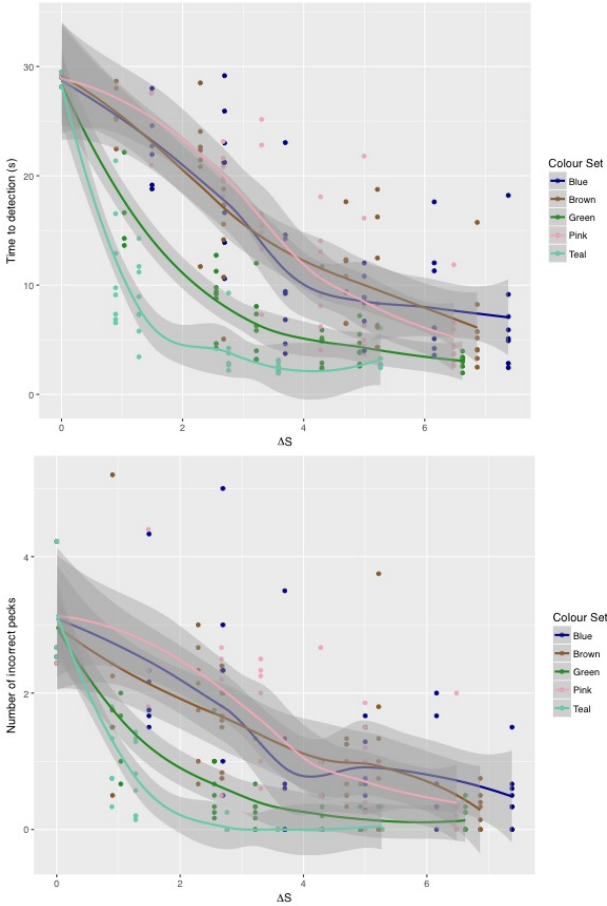 30
20
10
0
0
2
4
6
Time to detection (s)
ΔS
Colour Set
Blue
Brown
Green
Pink
Teal
4
2
0
0
2
4
6
Number of incorrect pecks
ΔS
Colour Set
Blue
Brown
Green
Pink
Teal